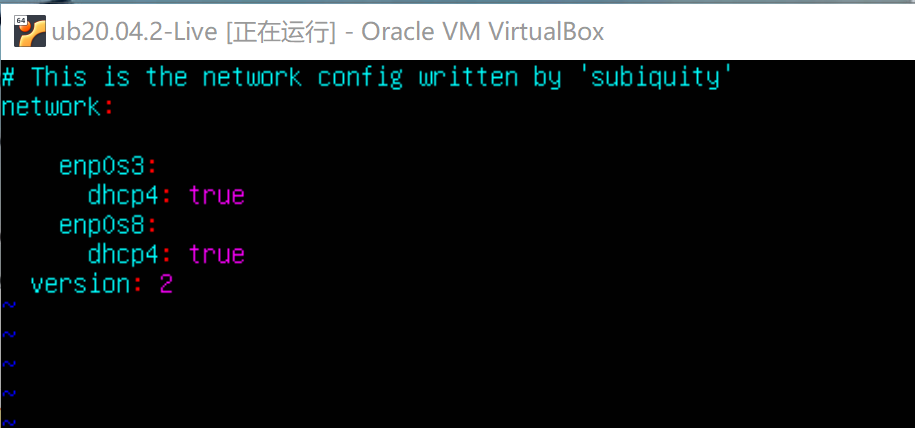 64
ub20.04.2-Live [正在运行] - Oracle VM VirtualBox
# This is the network config written by 'subiquity'
network:
enp0s3:
dhcp4: true
enp0s8:
dhcp4: true
version: 2
~
~
~
~
~